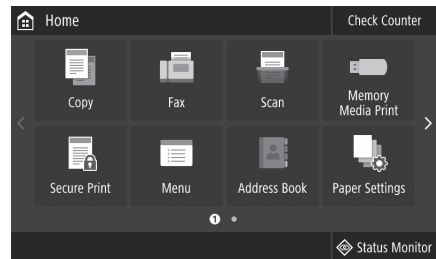 Home
Check Counter
Copy
Fax
Scan
Memory
Media Print
Secure Print
Menu
Address Book
Paper Settings
1
Status Monitor